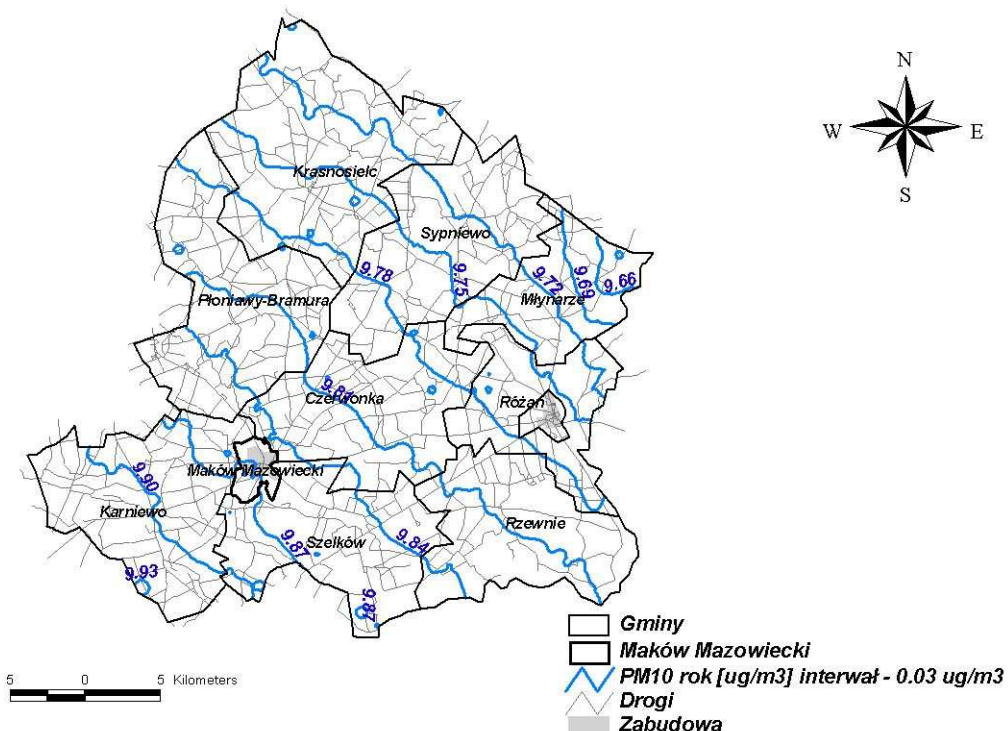 N
W E
S
Krasnosielc
Sypniewo
9.78
9.75
9.72
9.69
9.66
Młynarze
Płoniawy-Bramura
9.81
Czerwonka
Różan
Maków Mazowiecki
9.90
Karniewo
Rzewnie
Szelków
9.87
9.84
9.93
9.87
Gminy
Maków Mazowiecki
PM10 rok [ug/m3] interwał - 0.03 ug/m3
Drogi
Zabudowa
5 0 5 Kilometers